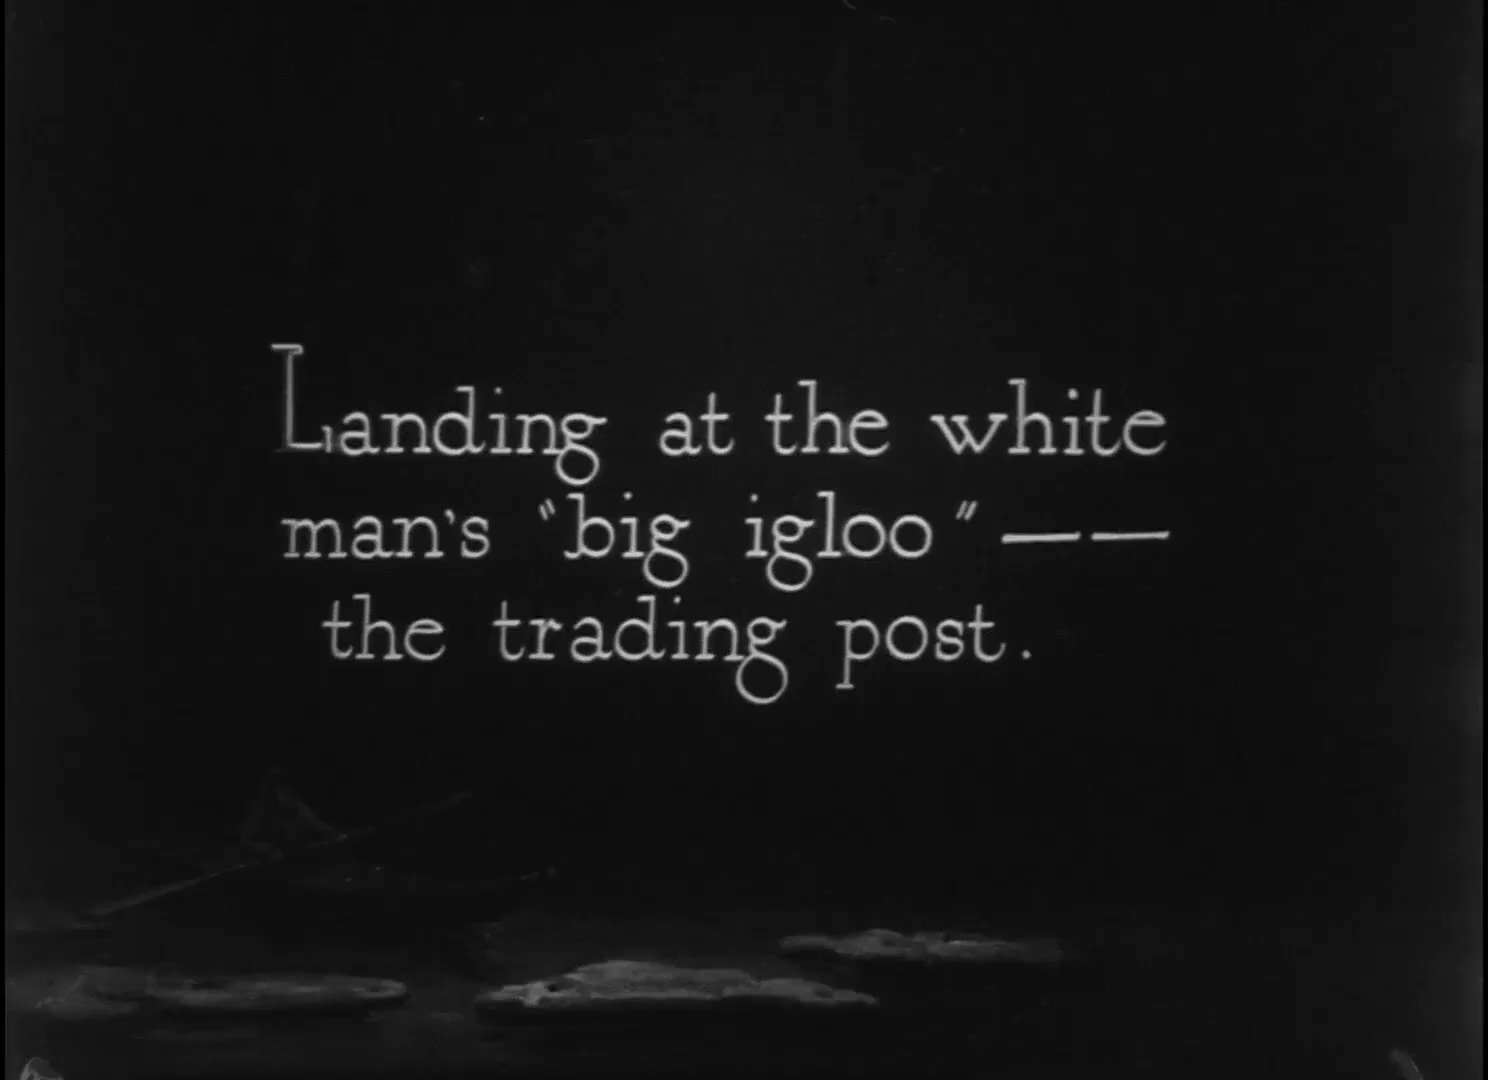 Landing at the white
man's "big igloo" — —
the trading post.